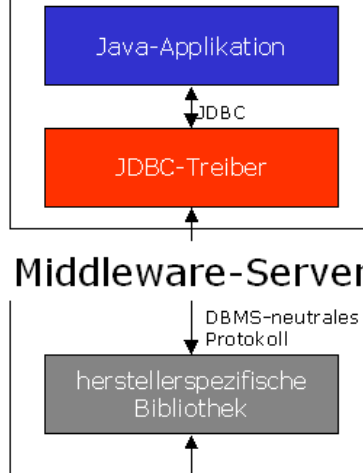 Java-Applikation
JDBC
JDBC-Treiber
Middleware-Server
DBMS-neutrales
Protokoll
herstellerspezifische
Bibliothek